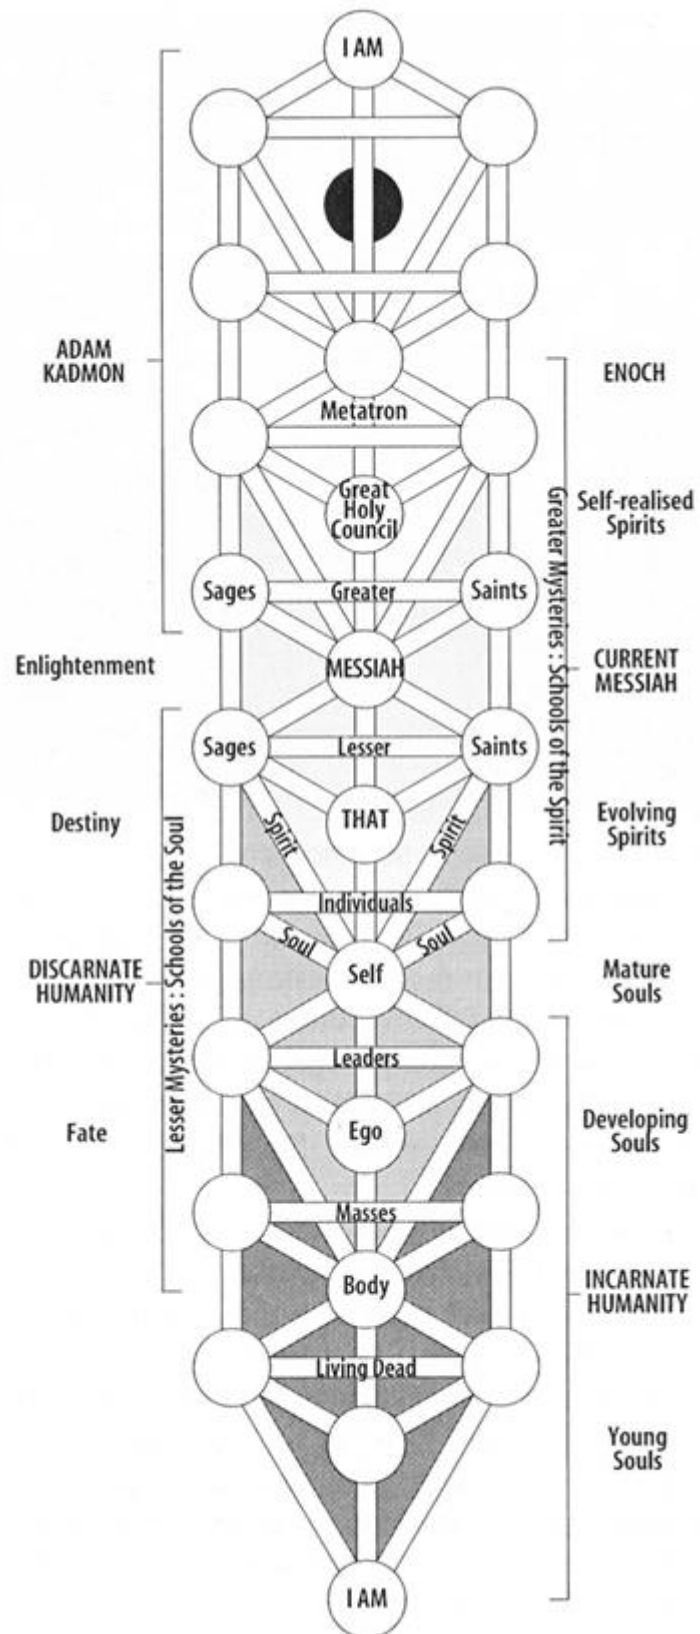 I AM
ADAM
KADMON
ENOCH
Metatron
Great
Holy
Council
Self-realised
Spirits
Sages
Greater
Saints
Greater Mysteries : Schools of the Spirit
Enlightenment
MESSIAH
CURRENT
MESSIAH
Sages
Lesser
Saints
Destiny
Spirit
THAT
Spirit
Evolving
Spirits
Individuals
Soul
Soul
Lesser Mysteries : Schools of the Soul
DISCARNATE
HUMANITY
Self
Mature
Souls
Leaders
Fate
Ego
Developing
Souls
Masses
Body
INCARNATE
HUMANITY
Living Dead
Young
Souls
I AM